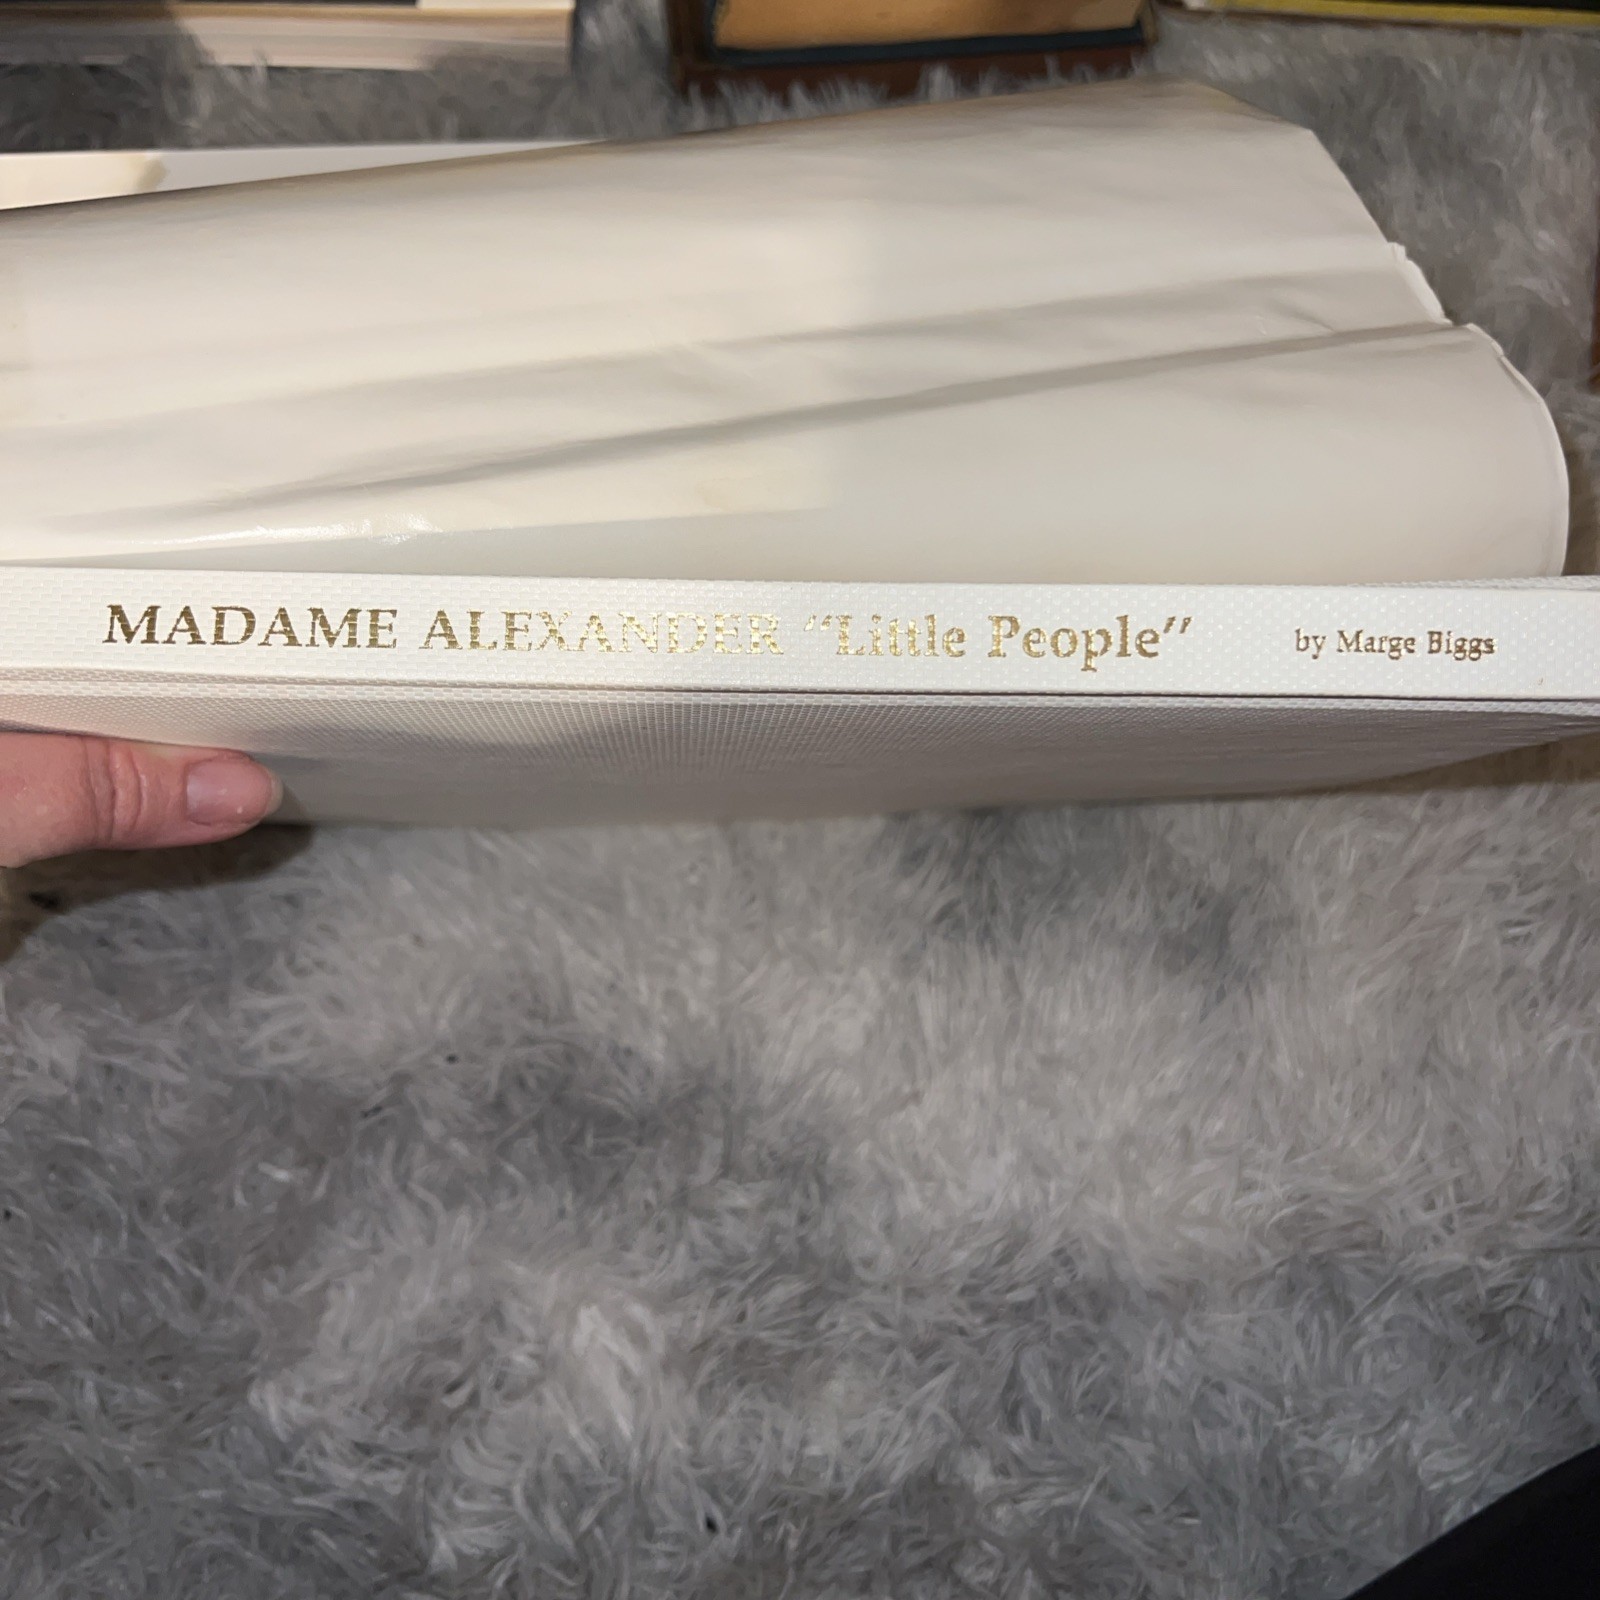 MADAME ALEXANDER "Little People" by Marge Biggs